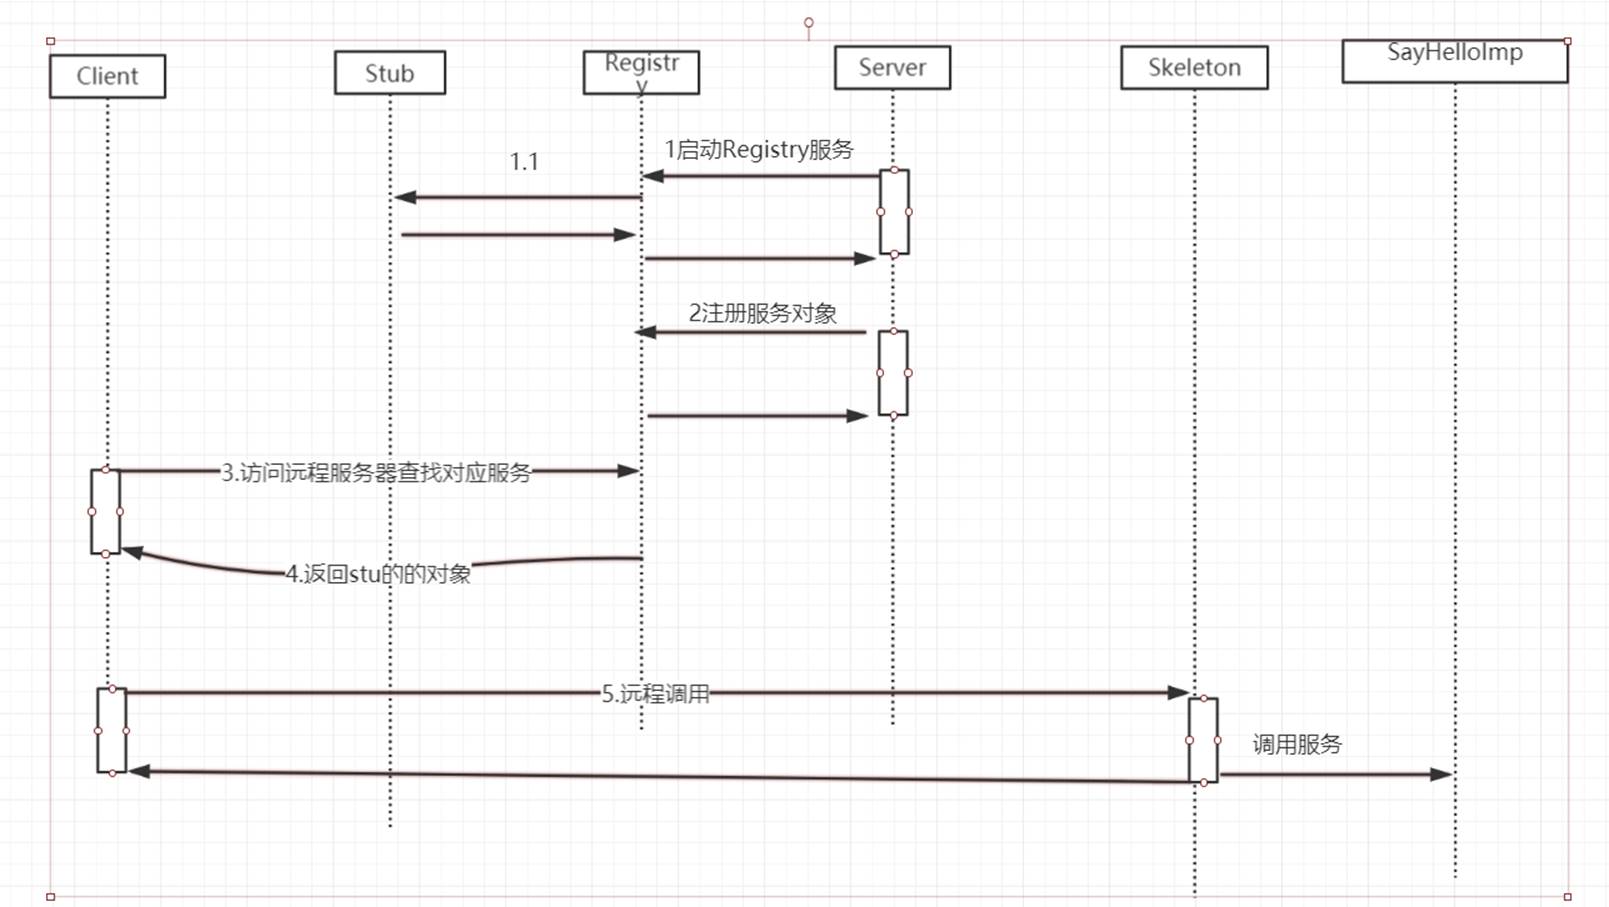 Client
Stub
Registr
y
Server
Skeleton
SayHelloImp
1启动Registry服务
1.1
2注册服务对象
3.访问远程服务器查找对应服务
4.返回stu的的对象
5.远程调用
调用服务